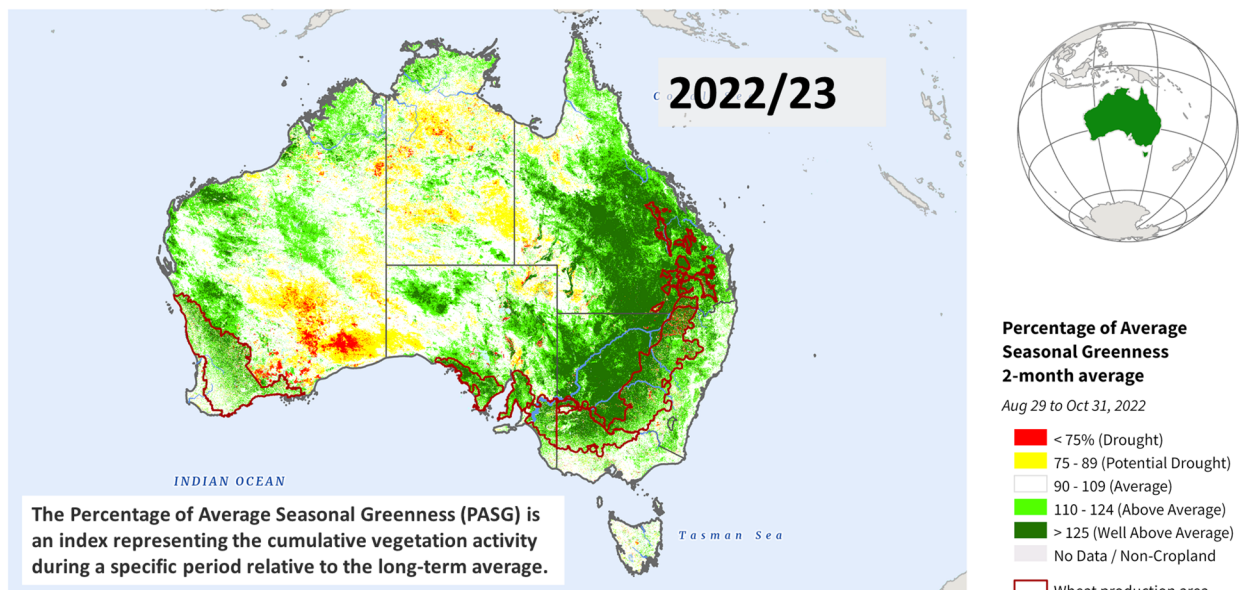 2022/23
INDIAN OCEAN
Tasman Sea
The Percentage of Average Seasonal Greenness (PASG) is
an index representing the cumulative vegetation activity
during a specific period relative to the long-term average.
Percentage of Average
Seasonal Greenness
2-month average
Aug 29 to Oct 31, 2022
< 75% (Drought)
75 - 89 (Potential Drought)
90 - 109 (Average)
110 - 124 (Above Average)
> 125 (Well Above Average)
No Data / Non-Cropland
Wheat production area